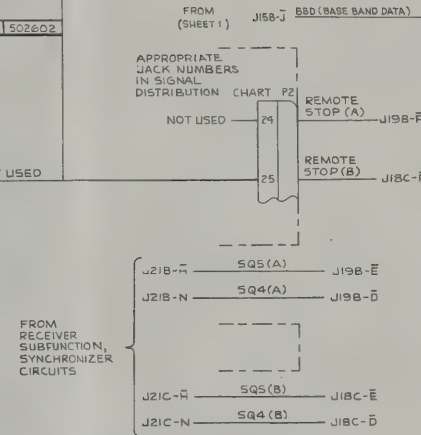 502602
FROM
(SHEET 1)
J15B-J̅ BBD (BASE BAND DATA)
APPROPRIATE
JACK NUMBERS
IN SIGNAL
DISTRIBUTION CHART P2
REMOTE
STOP (A)
NOT USED 24 J19B-F
REMOTE
STOP (B)
USED 25 J18C-
J21B-H̅ SQ5(A) J19B-E̅
J21B-N SQ4(A) J19B-D̅
FROM
RECEIVER
SUBFUNCTION,
SYNCHRONIZER
CIRCUITS
J21C-H̅ SQ5(B) J18C-E̅
J21C-N SQ4(B) J18C-D̅